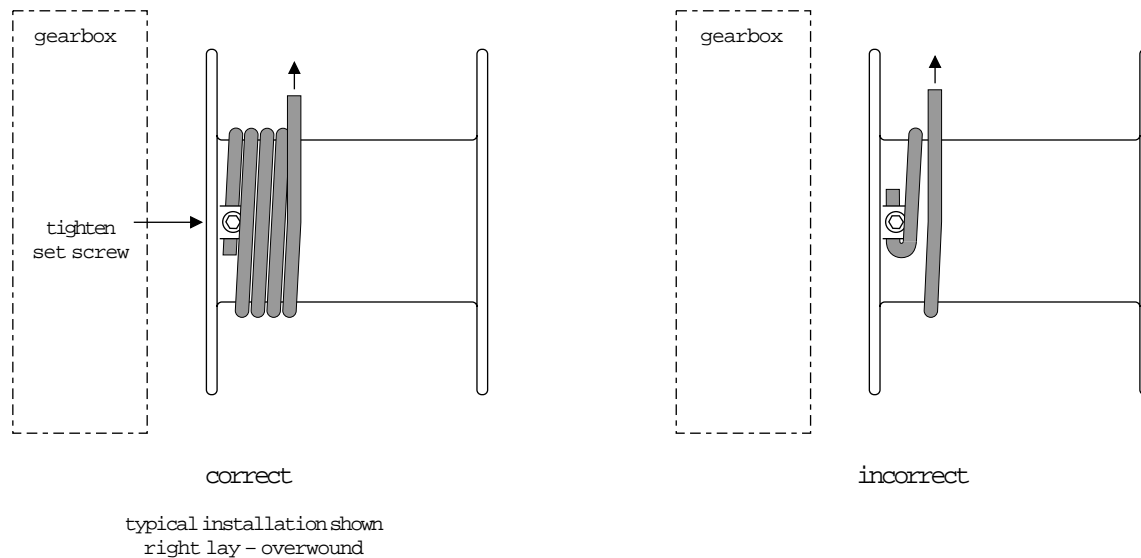 gearbox
gearbox
tighten
set screw
correct
incorrect
typical installation shown
right lay – overwound